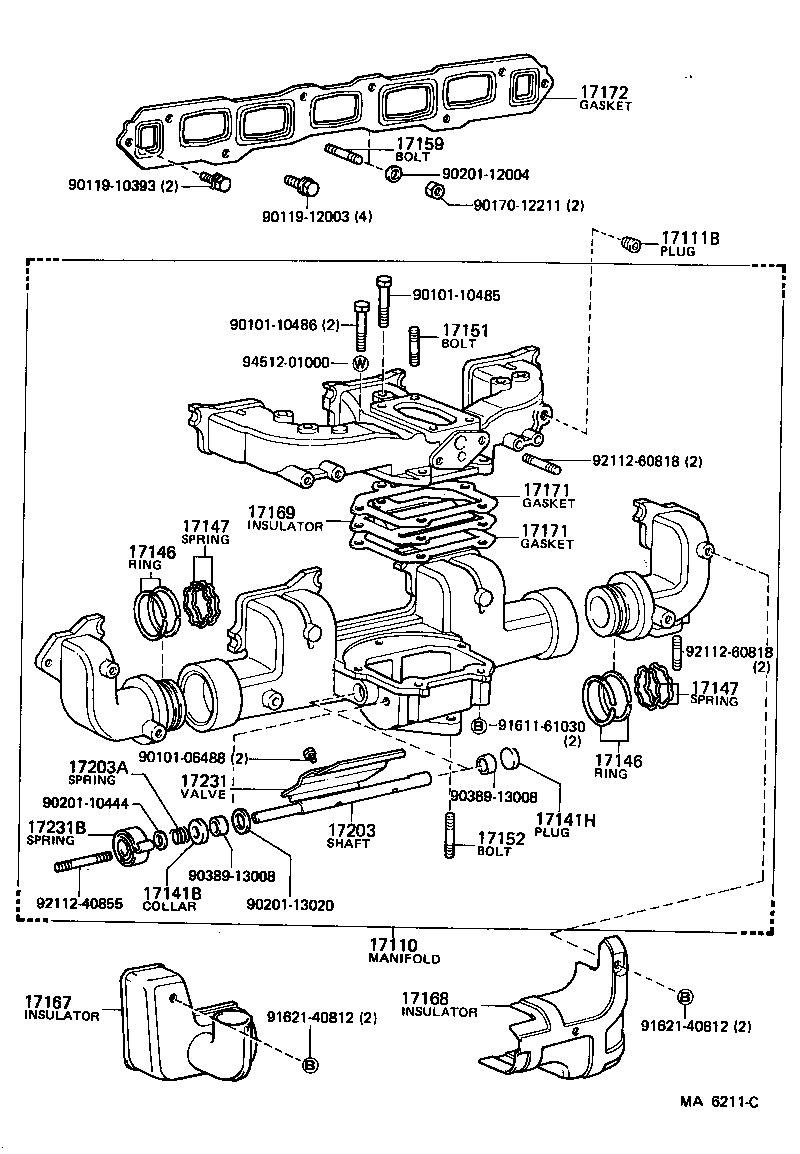 17172
GASKET
17159
BOLT
90201-12004
90119-10393 (2)
90170-12211 (2)
90119-12003 (4)
17111B
PLUG
90101-10485
90101-10486 (2)
17151
BOLT
94512-01000
W
92112-60818 (2)
17171
GASKET
17169
INSULATOR
17147
SPRING
17171
GASKET
17146
RING
92112-60818
(2)
17147
SPRING
B
91611-61030
(2)
90101-06488 (2)
17146
RING
17203A
SPRING
17231
VALVE
90389-13008
90201-10444
17141H
PLUG
17231B
SPRING
17203
SHAFT
17152
BOLT
90389-13008
17141B
COLLAR
92112-40855
90201-13020
17110
MANIFOLD
17167
INSULATOR
17168
INSULATOR
B
91621-40812 (2)
91621-40812 (2)
B
MA 6211-C